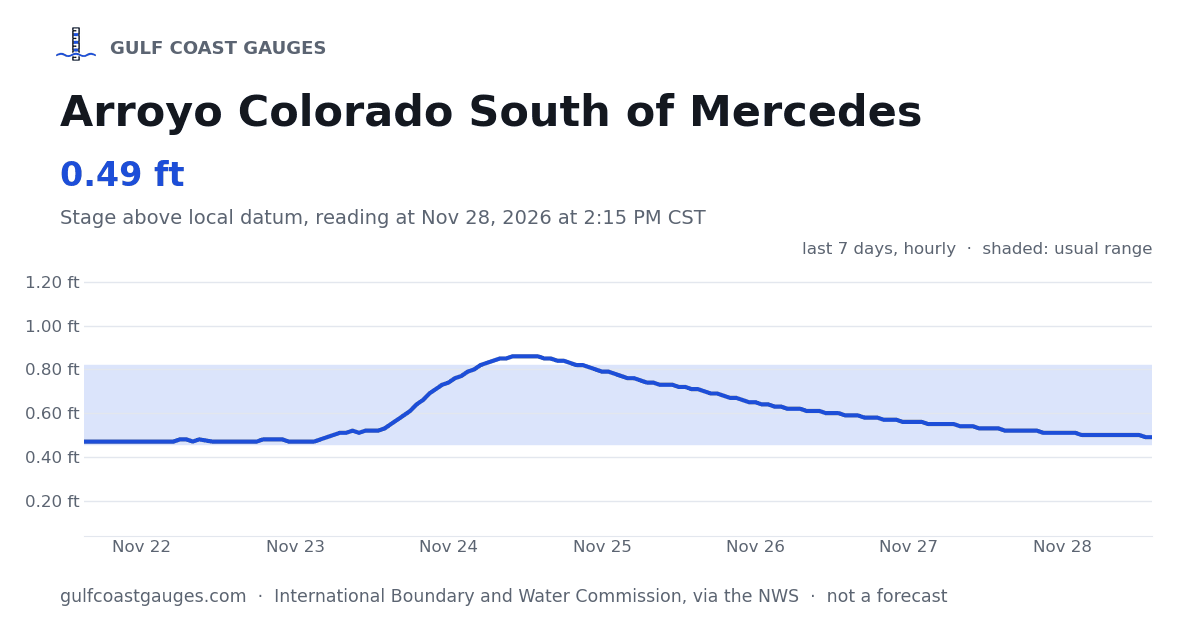 GULF COAST GAUGES
Arroyo Colorado South of Mercedes
0.49 ft
Stage above local datum, reading at Nov 28, 2026 at 2:15 PM CST
last 7 days, hourly · shaded: usual range
1.20 ft
1.00 ft
0.80 ft
0.60 ft
0.40 ft
0.20 ft
Nov 22 Nov 23 Nov 24 Nov 25 Nov 26 Nov 27 Nov 28
gulfcoastgauges.com · International Boundary and Water Commission, via the NWS · not a forecast